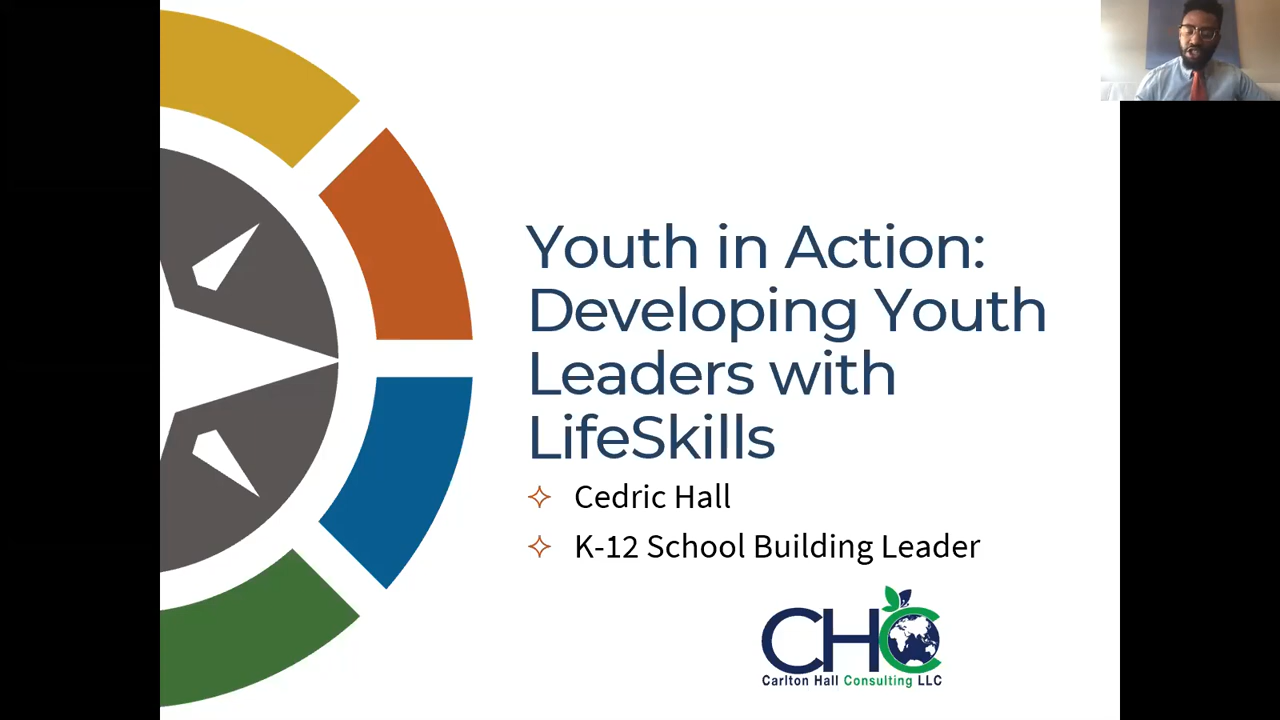 Youth in Action:
Developing Youth
Leaders with
LifeSkills
Cedric Hall
K-12 School Building Leader
CHC
Carlton Hall Consulting LLC